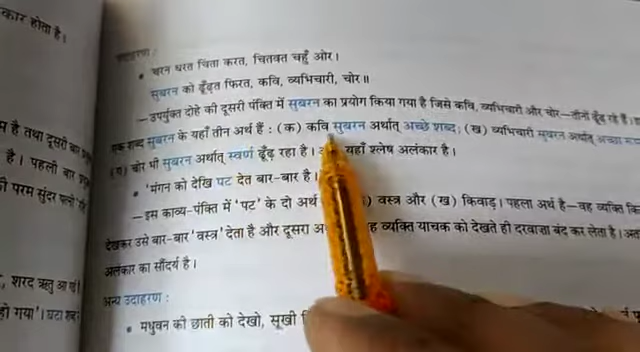 कार होता है।
उदाहरण :
• चरन धरत चिंता करत, चितवत चहुँ ओर।
सुबरन को ढूँढ़त फिरत, कवि, व्यभिचारी, चोर॥
—उपर्युक्त दोहे की दूसरी पंक्ति में सुबरन का प्रयोग किया गया है जिसे कवि, व्यभिचारी और चोर—तीनों ढूँढ़ रहे हैं।
एक शब्द सुबरन के यहाँ तीन अर्थ हैं : (क) कवि सुबरन अर्थात् अच्छे शब्द; (ख) व्यभिचारी सुबरन अर्थात् अच्छा
(ग) चोर भी सुबरन अर्थात् स्वर्ण ढूँढ़ रहा है। यहाँ श्लेष अलंकार है।
• 'मंगन को देखि पट देत बार-बार है।
—इस काव्य-पंक्ति में 'पट' के दो अर्थ वस्त्र और (ख) किवाड़। पहला अर्थ है—वह व्यक्ति
देखकर उसे बार-बार 'वस्त्र' देता है और दूसरा व्यक्ति याचक को देखते ही दरवाजा बंद कर लेता है।
अलंकार का सौंदर्य है।
अन्य उदाहरण :
• मधुवन की छाती को देखो, सूखी
म है तथा दूसरी बार
है। पहली बार
की परम सुंदर
शरद ऋतु आ
हो गया'।